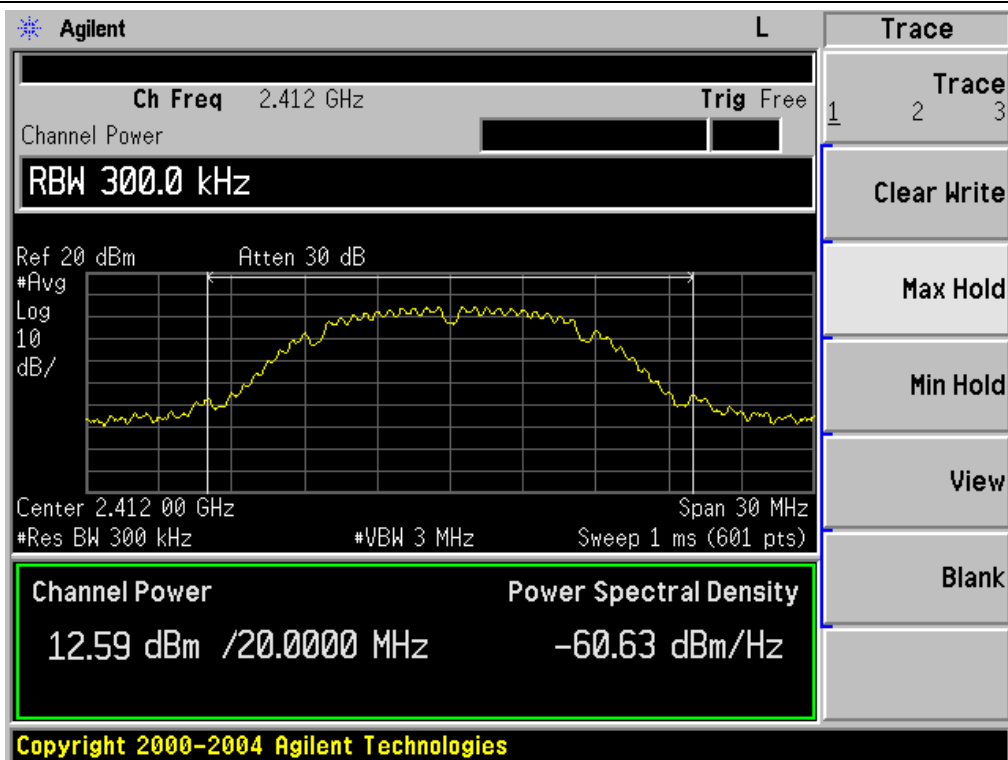 Agilent L Trace
Ch Freq 2.412 GHz Trig Free
Channel Power
RBW 300.0 kHz
Ref 20 dBm Atten 30 dB
#Avg
Log
10
dB/
Center 2.412 00 GHz Span 30 MHz
#Res BW 300 kHz #VBW 3 MHz Sweep 1 ms (601 pts)
Channel Power Power Spectral Density
12.59 dBm /20.0000 MHz -60.63 dBm/Hz
Copyright 2000-2004 Agilent Technologies
Trace
1 2 3
Clear Write
Max Hold
Min Hold
View
Blank